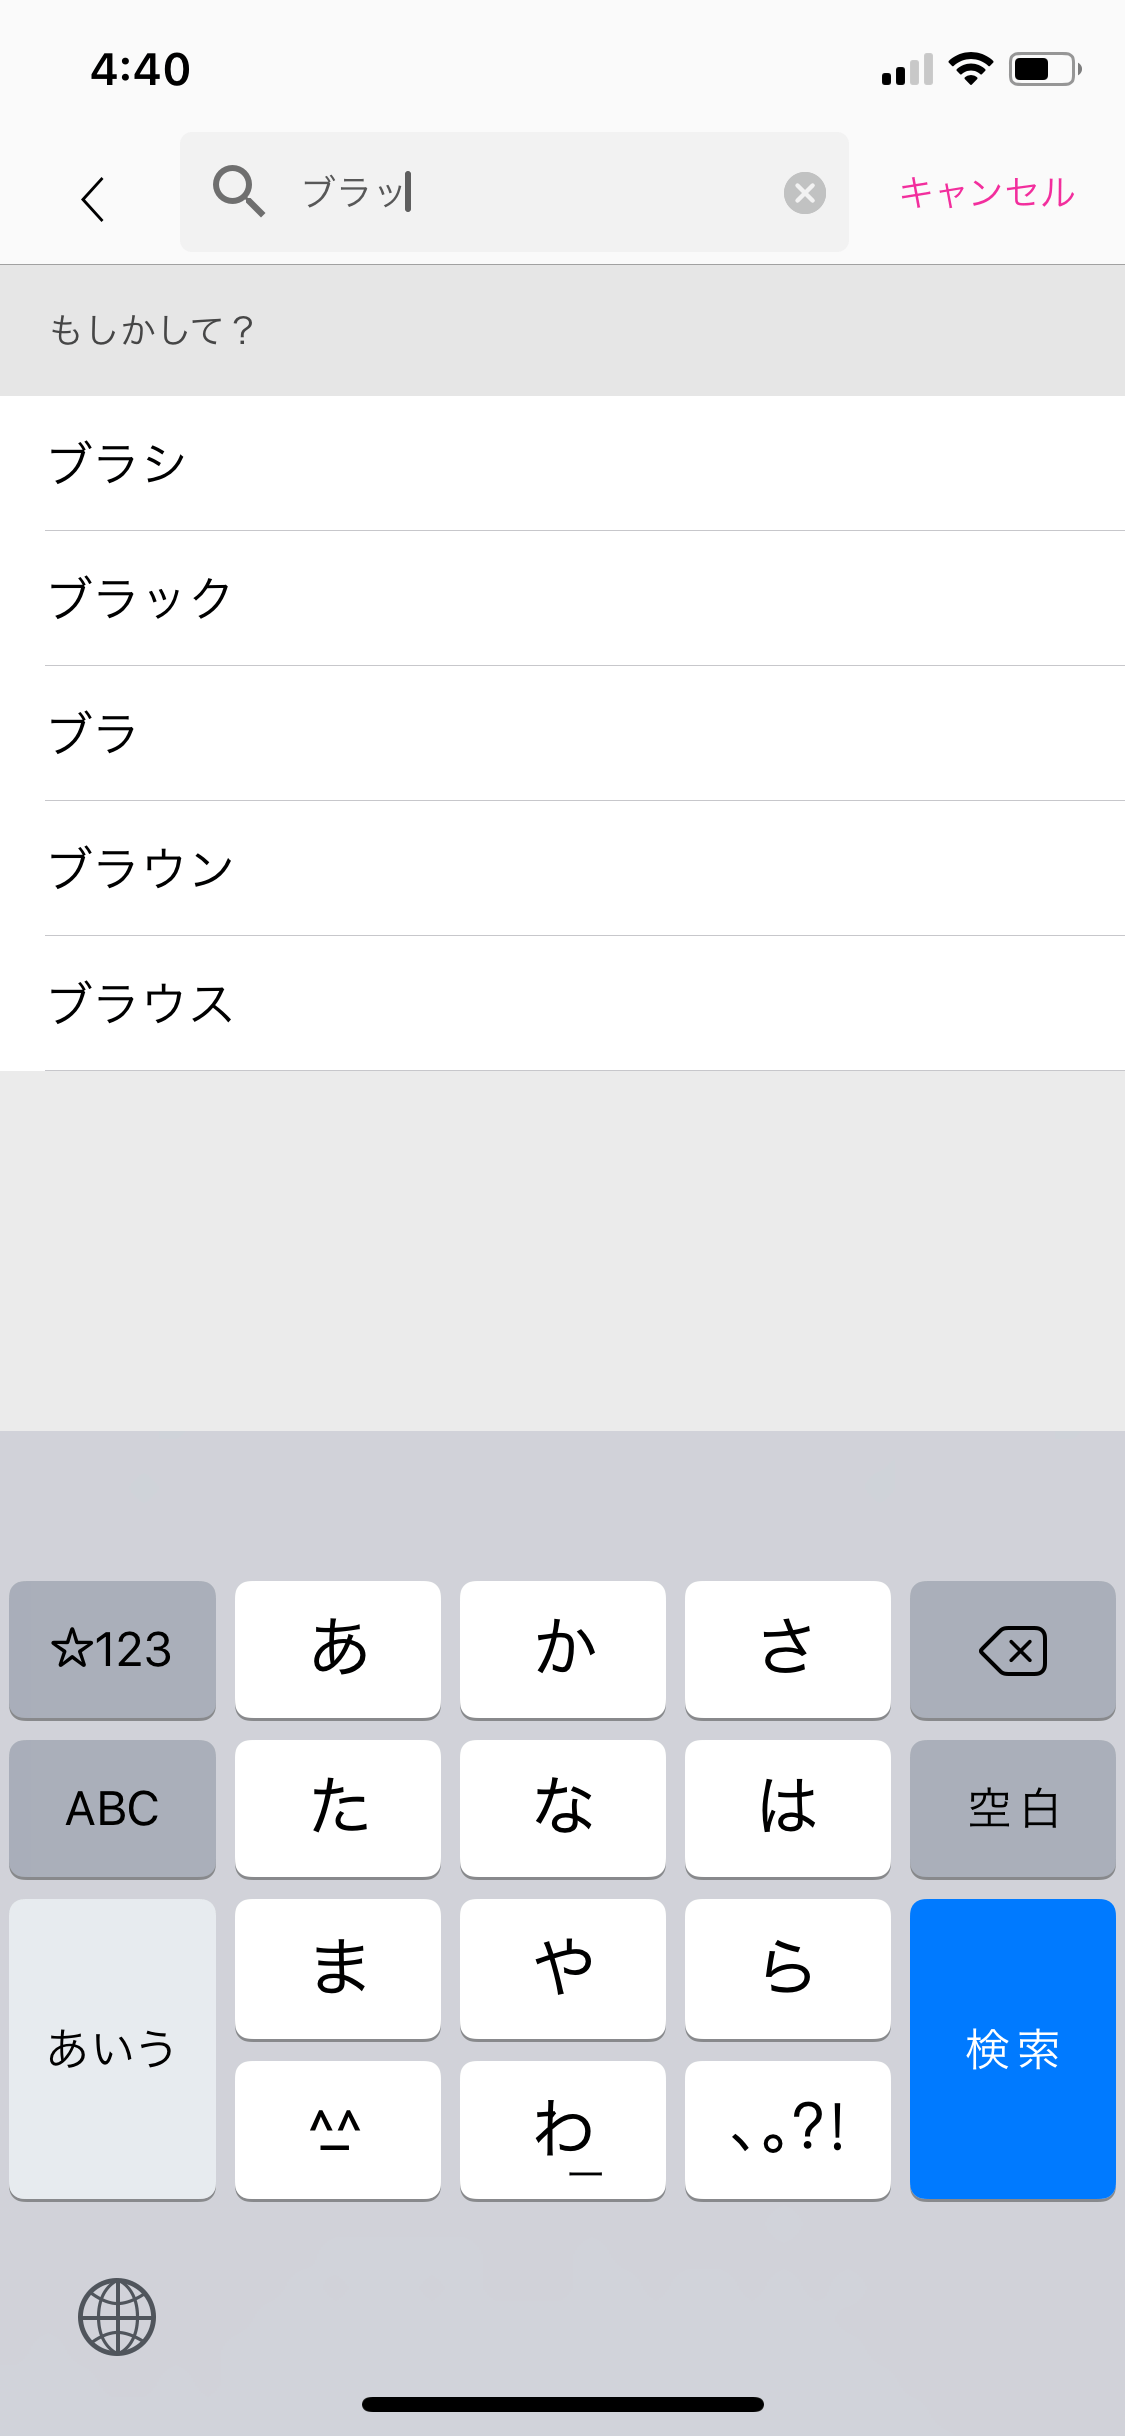 4:40
ブラッ
キャンセル
もしかして？
ブラシ
ブラック
ブラ
ブラウン
ブラウス
☆123 あ か さ
ABC た な は 空白
あいう ま や ら 検索
^_^ わ_ 、。?!